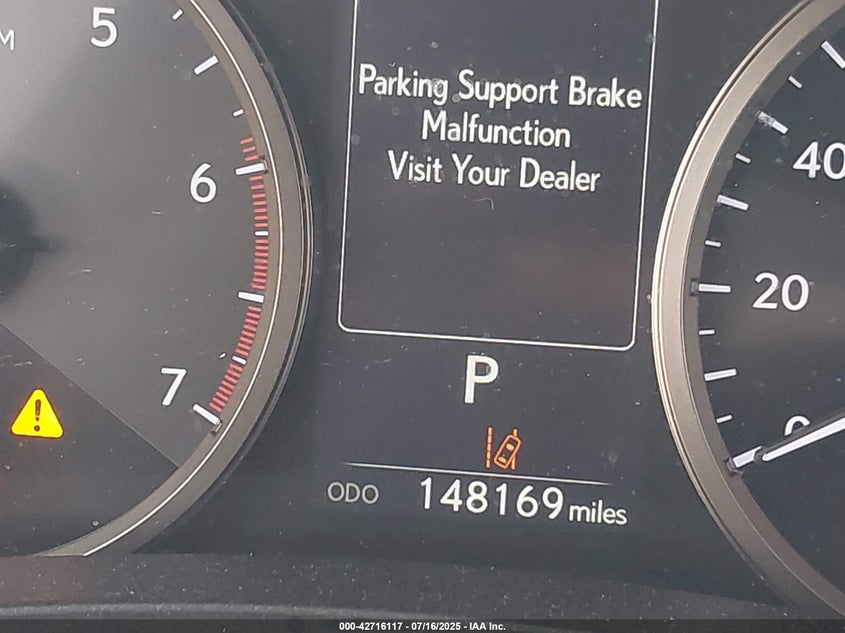 5
6
7
Parking Support Brake
Malfunction
Visit Your Dealer
P
ODO 148169 miles
40
20
0
000-42716117 - 07/16/2025 - IAA Inc.